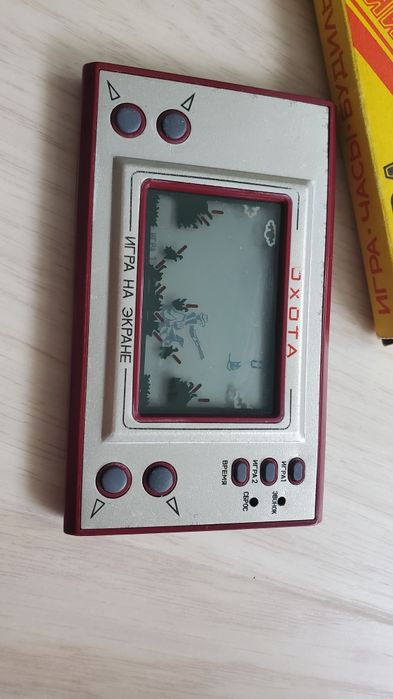 ОХОТА
ИГРА НА ЭКРАНЕ
ИГРА 1
ИГРА 2
ВРЕМЯ
ЗВОНОК
СБРОС
ИГРА·ЧАСЫ·БУДИЛЬ